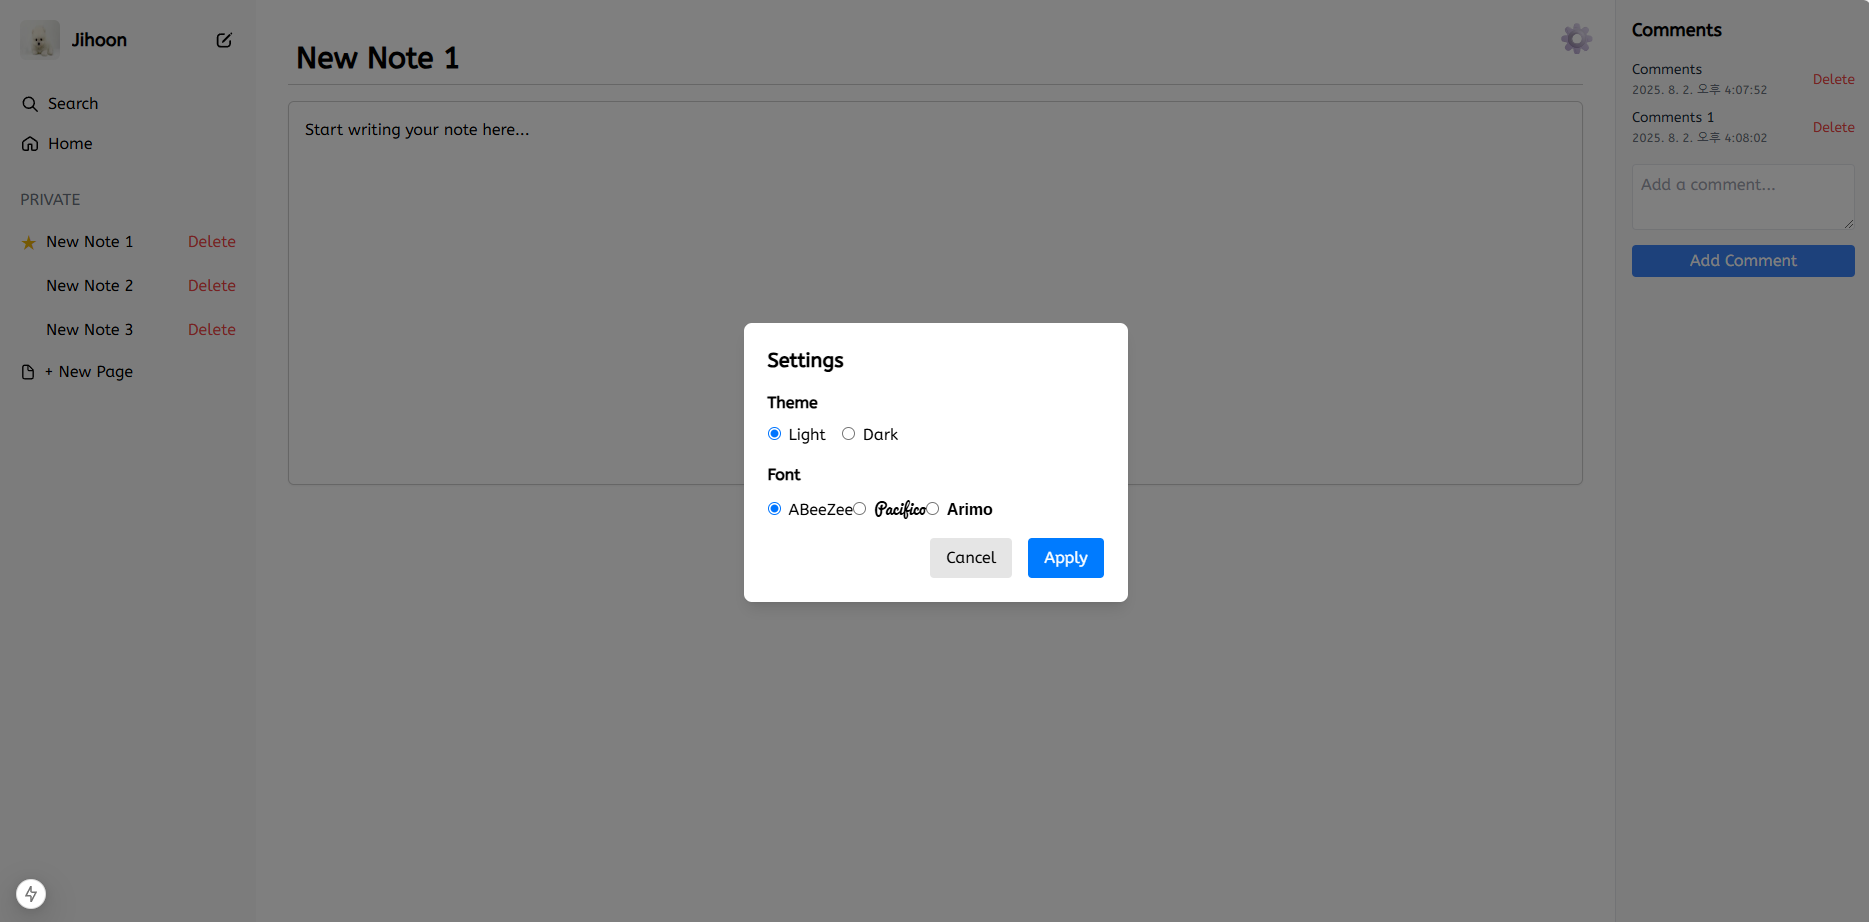 Jihoon
Search
Home
PRIVATE
New Note 1 Delete
New Note 2 Delete
New Note 3 Delete
+ New Page
New Note 1
Start writing your note here...
Settings
Theme
Light Dark
Font
ABeeZee Pacifico Arimo
Cancel Apply
Comments
Comments
2025. 8. 2. 오후 4:07:52
Delete
Comments 1
2025. 8. 2. 오후 4:08:02
Delete
Add a comment...
Add Comment